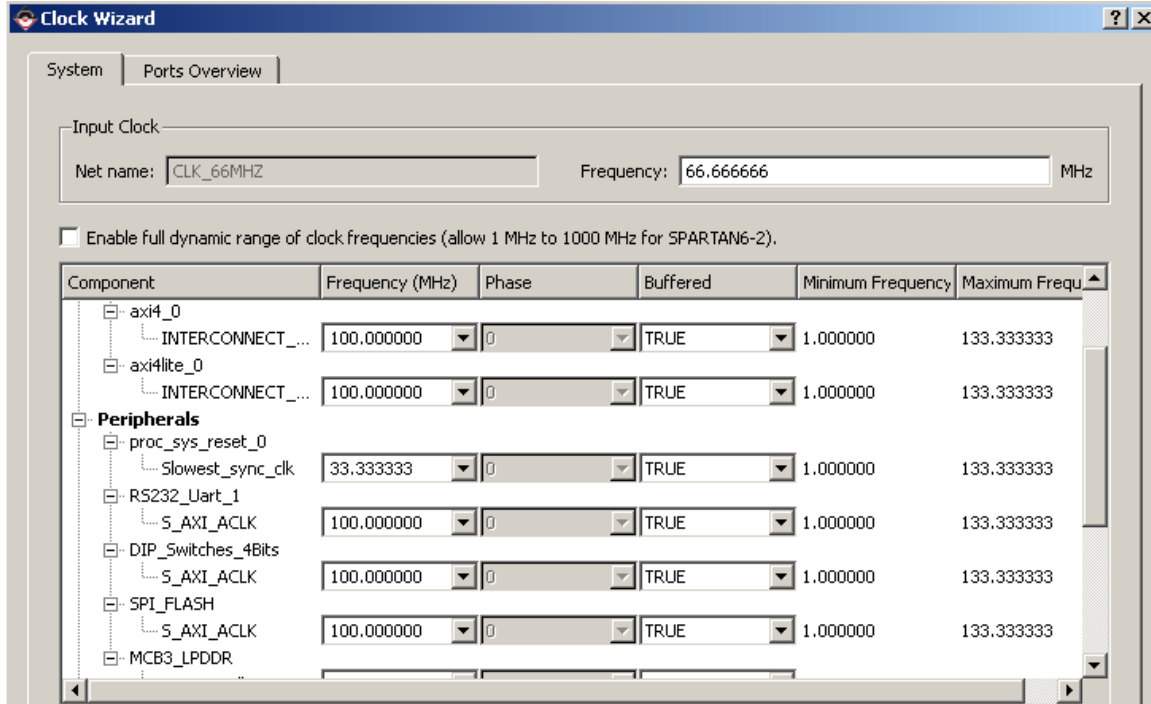 Clock Wizard
System Ports Overview
Input Clock
Net name: CLK_66MHZ Frequency: 66.666666 MHz
Enable full dynamic range of clock frequencies (allow 1 MHz to 1000 MHz for SPARTAN6-2).
Component Frequency (MHz) Phase Buffered Minimum Frequency Maximum Frequ
axi4_0
INTERCONNECT_... 100.000000 0 TRUE 1.000000 133.333333
axi4lite_0
INTERCONNECT_... 100.000000 0 TRUE 1.000000 133.333333
Peripherals
proc_sys_reset_0
Slowest_sync_clk 33.333333 0 TRUE 1.000000 133.333333
RS232_Uart_1
S_AXI_ACLK 100.000000 0 TRUE 1.000000 133.333333
DIP_Switches_4Bits
S_AXI_ACLK 100.000000 0 TRUE 1.000000 133.333333
SPI_FLASH
S_AXI_ACLK 100.000000 0 TRUE 1.000000 133.333333
MCB3_LPDDR